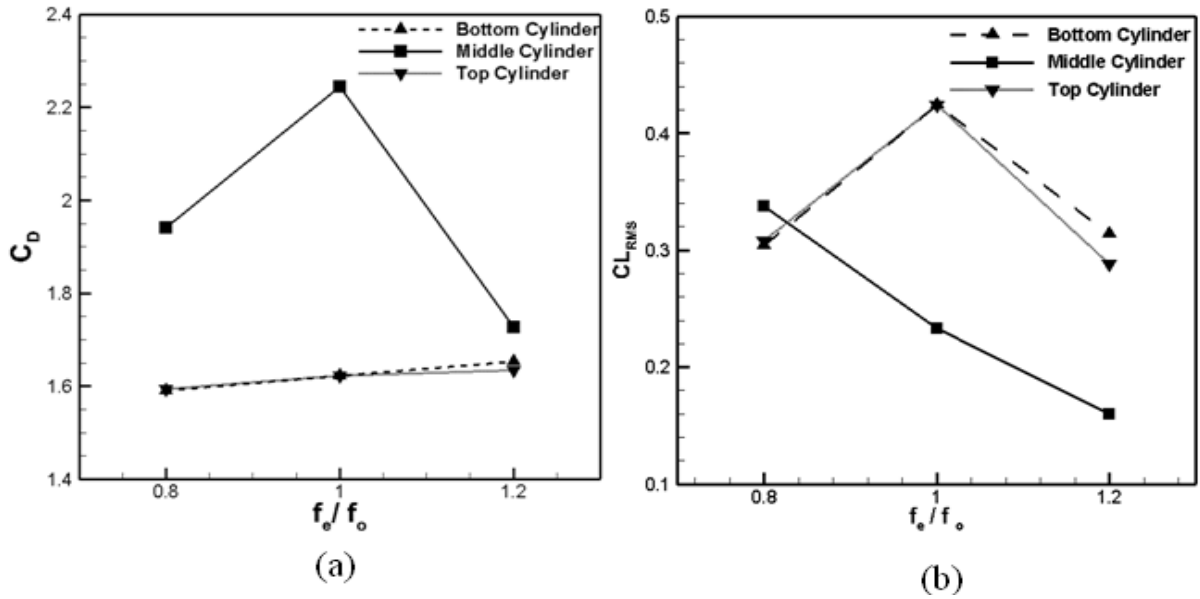 2.4
2.2
2
1.8
1.6
1.4
C_D
Bottom Cylinder
Middle Cylinder
Top Cylinder
0.8 1 1.2
f_e / f_o
(a)
0.5
0.4
0.3
0.2
0.1
CL_RMS
Bottom Cylinder
Middle Cylinder
Top Cylinder
0.8 1 1.2
f_e / f_o
(b)